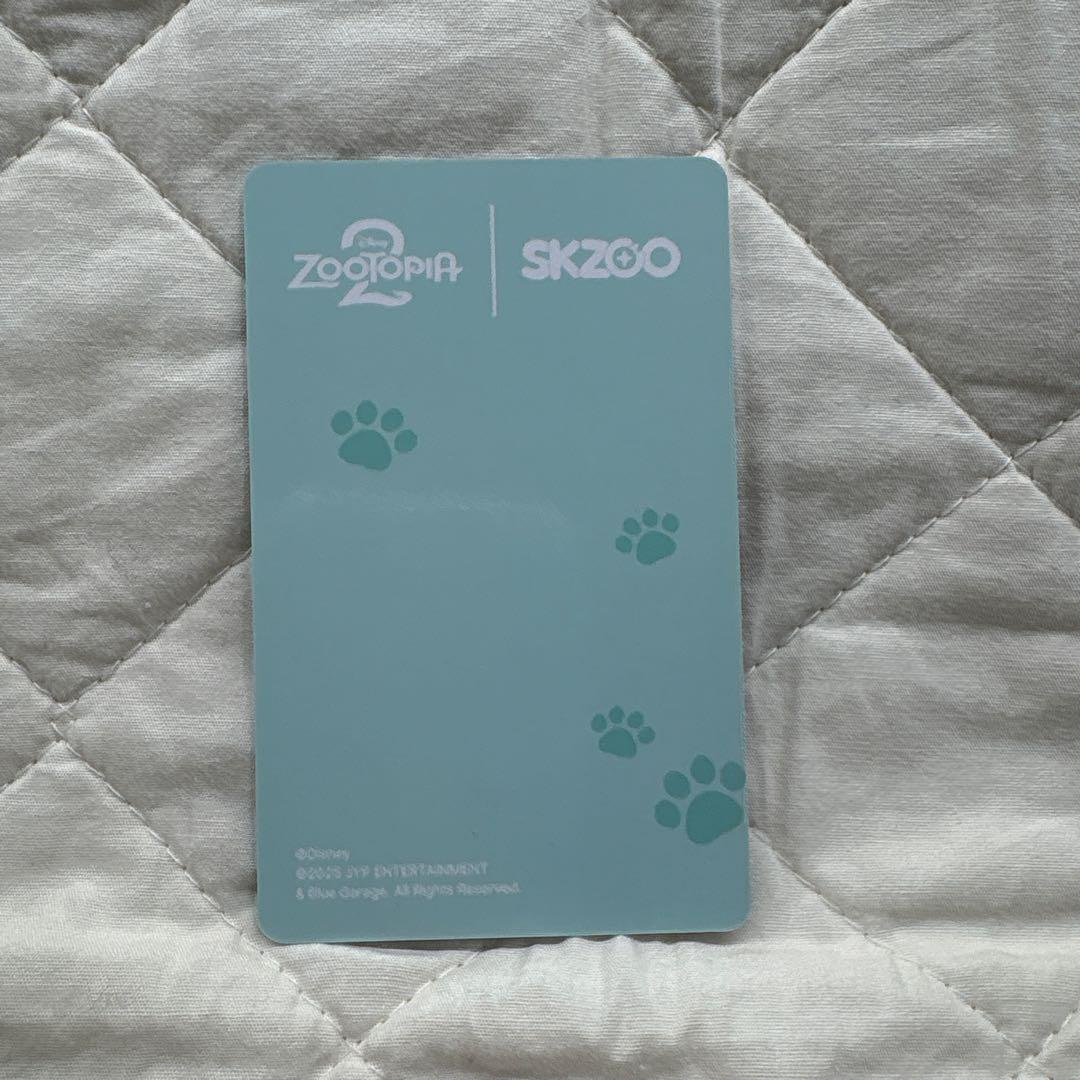 Disney
ZOOTOPIA 2
SKZOO
©Disney
©2025 JYP ENTERTAINMENT
& Blue Garage. All Rights Reserved.